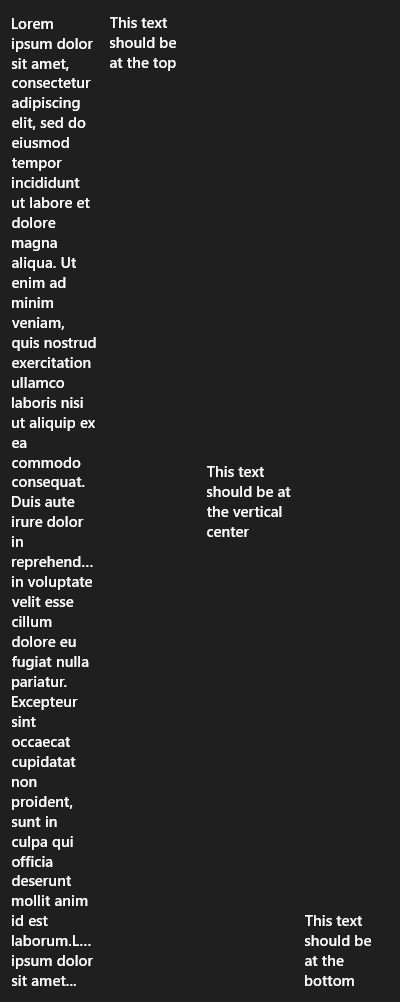 Lorem
ipsum dolor
sit amet,
consectetur
adipiscing
elit, sed do
eiusmod
tempor
incididunt
ut labore et
dolore
magna
aliqua. Ut
enim ad
minim
veniam,
quis nostrud
exercitation
ullamco
laboris nisi
ut aliquip ex
ea
commodo
consequat.
Duis aute
irure dolor
in
reprehend...
in voluptate
velit esse
cillum
dolore eu
fugiat nulla
pariatur.
Excepteur
sint
occaecat
cupidatat
non
proident,
sunt in
culpa qui
officia
deserunt
mollit anim
id est
laborum.L...
ipsum dolor
sit amet...
This text
should be
at the top
This text
should be at
the vertical
center
This text
should be
at the
bottom